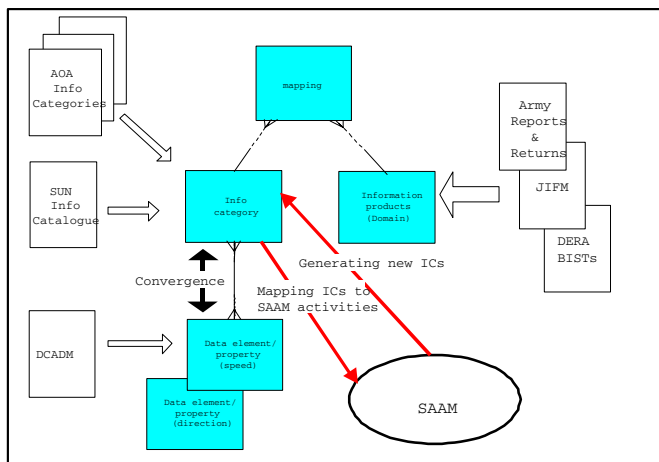 AOA
Info
Categories
mapping
Army
Reports
&
Returns
SUN
Info
Catalogue
Info
category
Information
products
(Domain)
JIFM
DERA
BISTs
Generating new ICs
Convergence
Mapping ICs to
SAAM activities
DCADM
Data element/
property
(speed)
Data element/
property
(direction)
SAAM